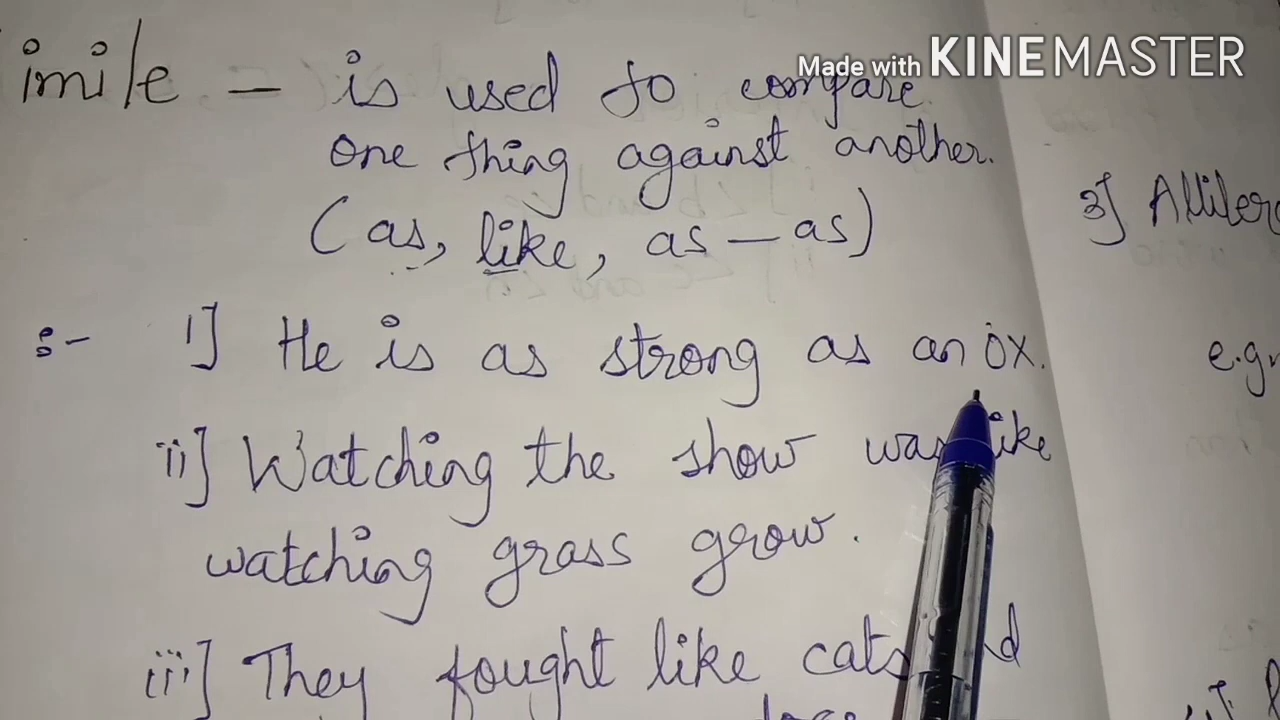 Made with KINEMASTER
imile - is used to compare
one thing against another.
(as, like, as - as)
:- 1] He is as strong as an ox.
ii] Watching the show was like
watching grass grow.
iii] They fought like cats
3] Alliter
e.g